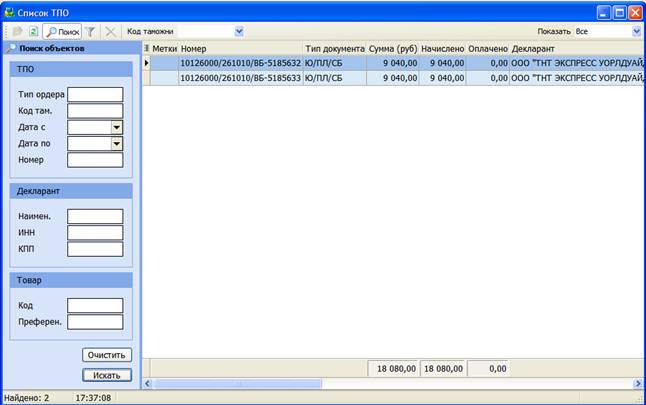 Список ТПО
Поиск Код таможни Показать Все
Поиск объектов
ТПО
Тип ордера
Код там.
Дата с
Дата по
Номер
Декларант
Наимен.
ИНН
КПП
Товар
Код
Преферен.
Очистить
Искать
Метки Номер Тип документа Сумма (руб) Начислено Оплачено Декларант
10126000/261010/ВБ-5185632 Ю/ПЛ/СБ 9 040,00 9 040,00 0,00 ООО "ТНТ ЭКСПРЕСС УОРЛДУАЙД
10126000/261010/ВБ-5185633 Ю/ПЛ/СБ 9 040,00 9 040,00 0,00 ООО "ТНТ ЭКСПРЕСС УОРЛДУАЙД
18 080,00 18 080,00 0,00
Найдено: 2 17:37:08